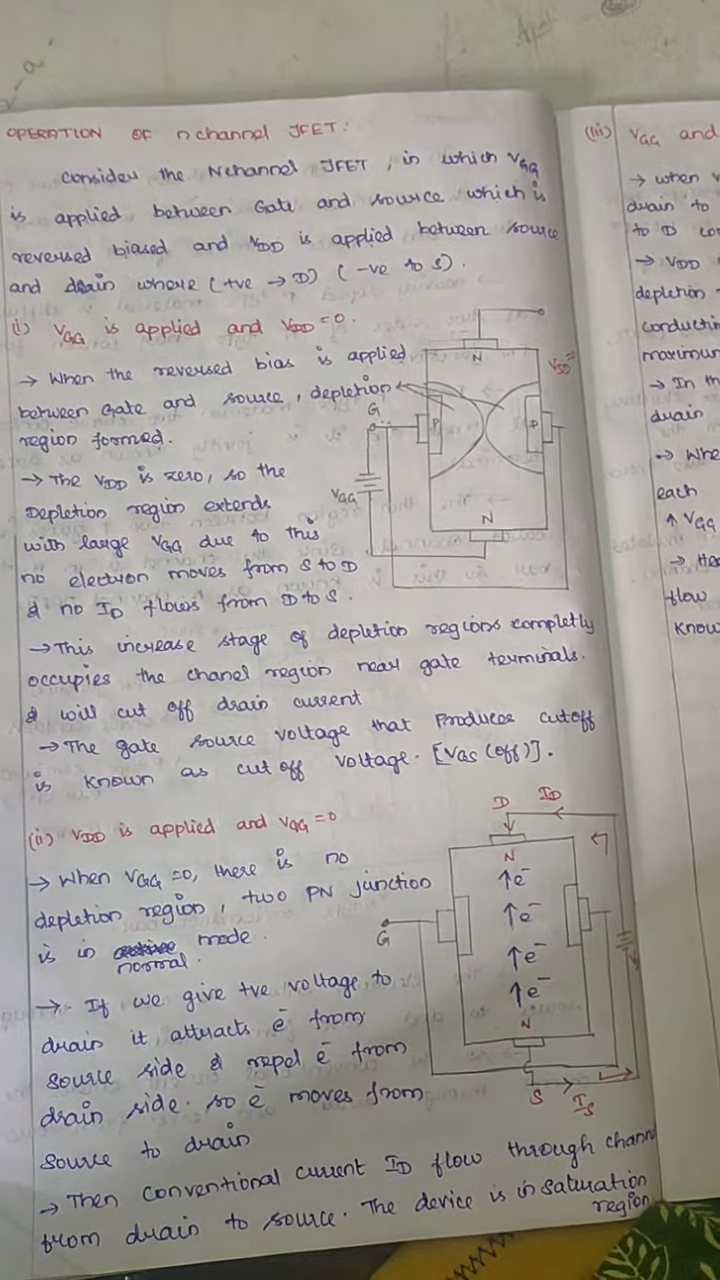 OPERATION OF n channel JFET:
Consider the N channel JFET, in which VGG
is applied between Gate and source which is
reversed biased and VDD is applied between source
and drain where (+ve → D) (-ve to S).
(i) VGG is applied and VDD = 0.
→ When the reversed bias is applied
between Gate and source, depletion
region formed.
→ The VDD is zero, so the
Depletion region extends
with large VGG due to this
no electron moves from S to D
& no ID flows from D to S.
N
VDD =
G
P
P
VGG
N
→ This increase stage of depletion regions completly
occupies the chanel region near gate terminals.
& will cut off drain current
→ The gate source voltage that produces cutoff
is known as cut off voltage. [VGS (off)].
(ii) VDD is applied and VGG = 0
→ When VGG = 0, there is no
depletion region, two PN junction
is in mode.
normal.
→ If we give +ve voltage to
drain it attracts e⁻ from
source side & repel e⁻ from
drain side. so e⁻ moves from
source to drain
D
ID
N
↑e⁻
↑e⁻
↑e⁻
↑e⁻
G
N
S
IS
→ Then conventional current ID flow through chann
from drain to source. The device is in saturation
region
(iii) VGG and
→ when
drain to
to D
→ VDD
depletion
conducting
maximum
→ In th
drain
→ Whe
each
↑ VGG
→ Hen
flow
Know